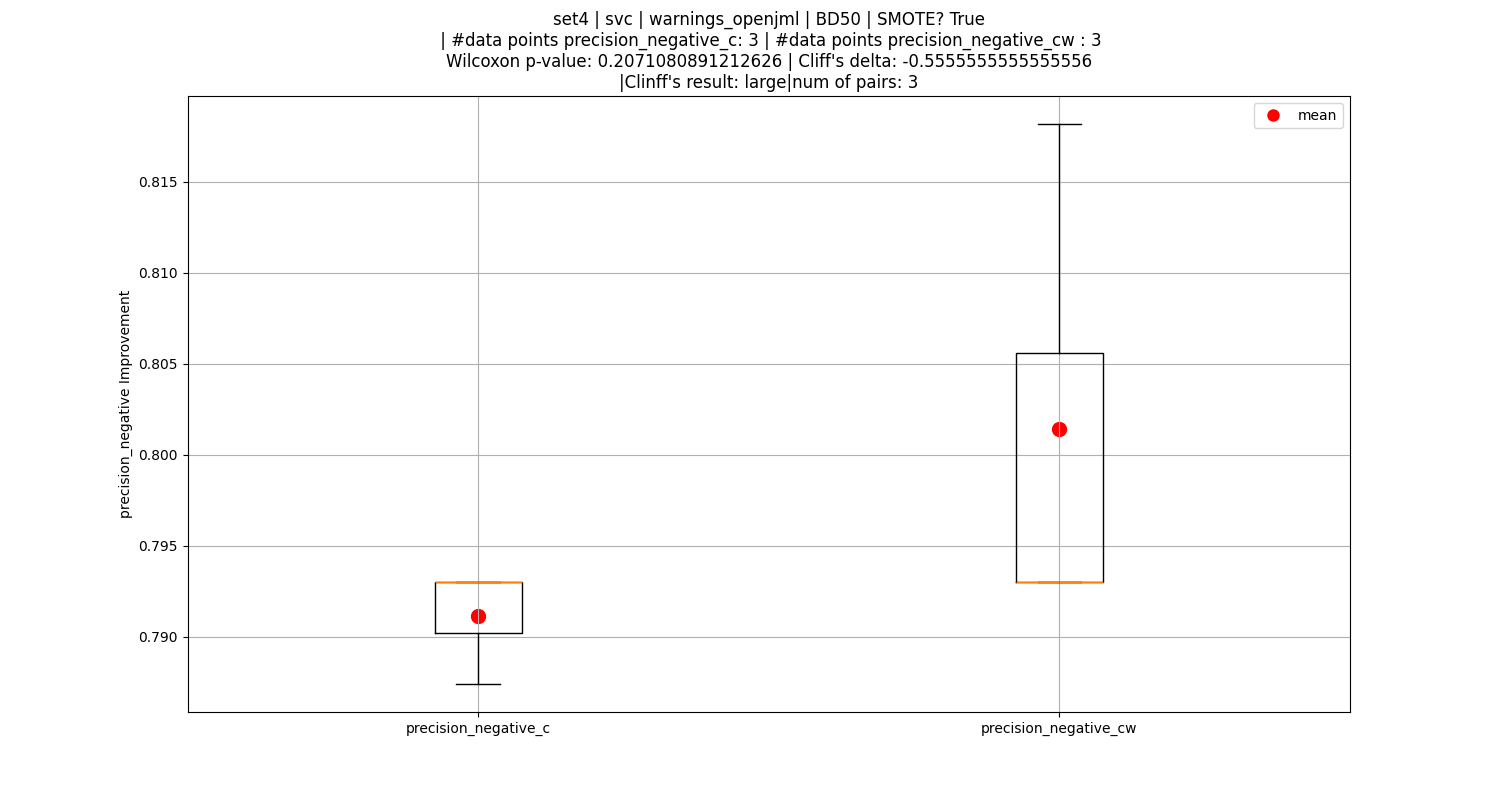 set4 | svc | warnings_openjml | BD50 | SMOTE? True
| #data points precision_negative_c: 3 | #data points precision_negative_cw : 3
Wilcoxon p-value: 0.2071080891212626 | Cliff's delta: -0.5555555555555556
|Clinff's result: large|num of pairs: 3
mean
0.815
0.810
0.805
0.800
0.795
0.790
precision_negative Improvement
precision_negative_c
precision_negative_cw